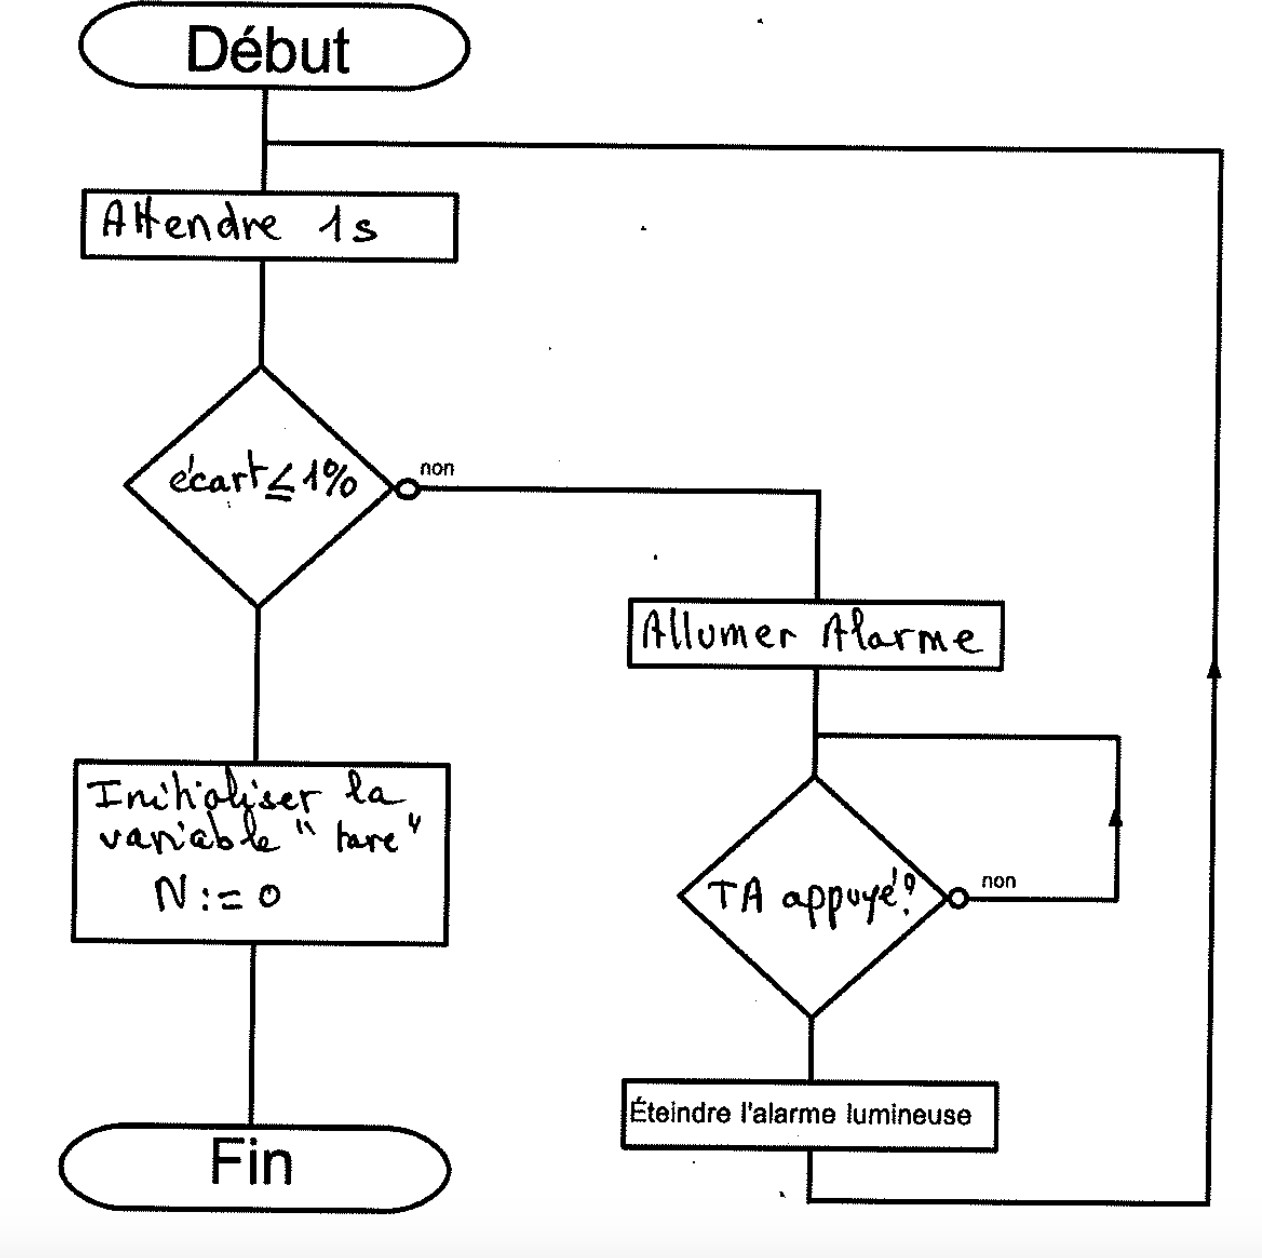 Début
Attendre 1s
écart ≤ 1%
non
Allumer Alarme
Initialiser la
variable "tare"
N := 0
TA appuyé?
non
Éteindre l'alarme lumineuse
Fin